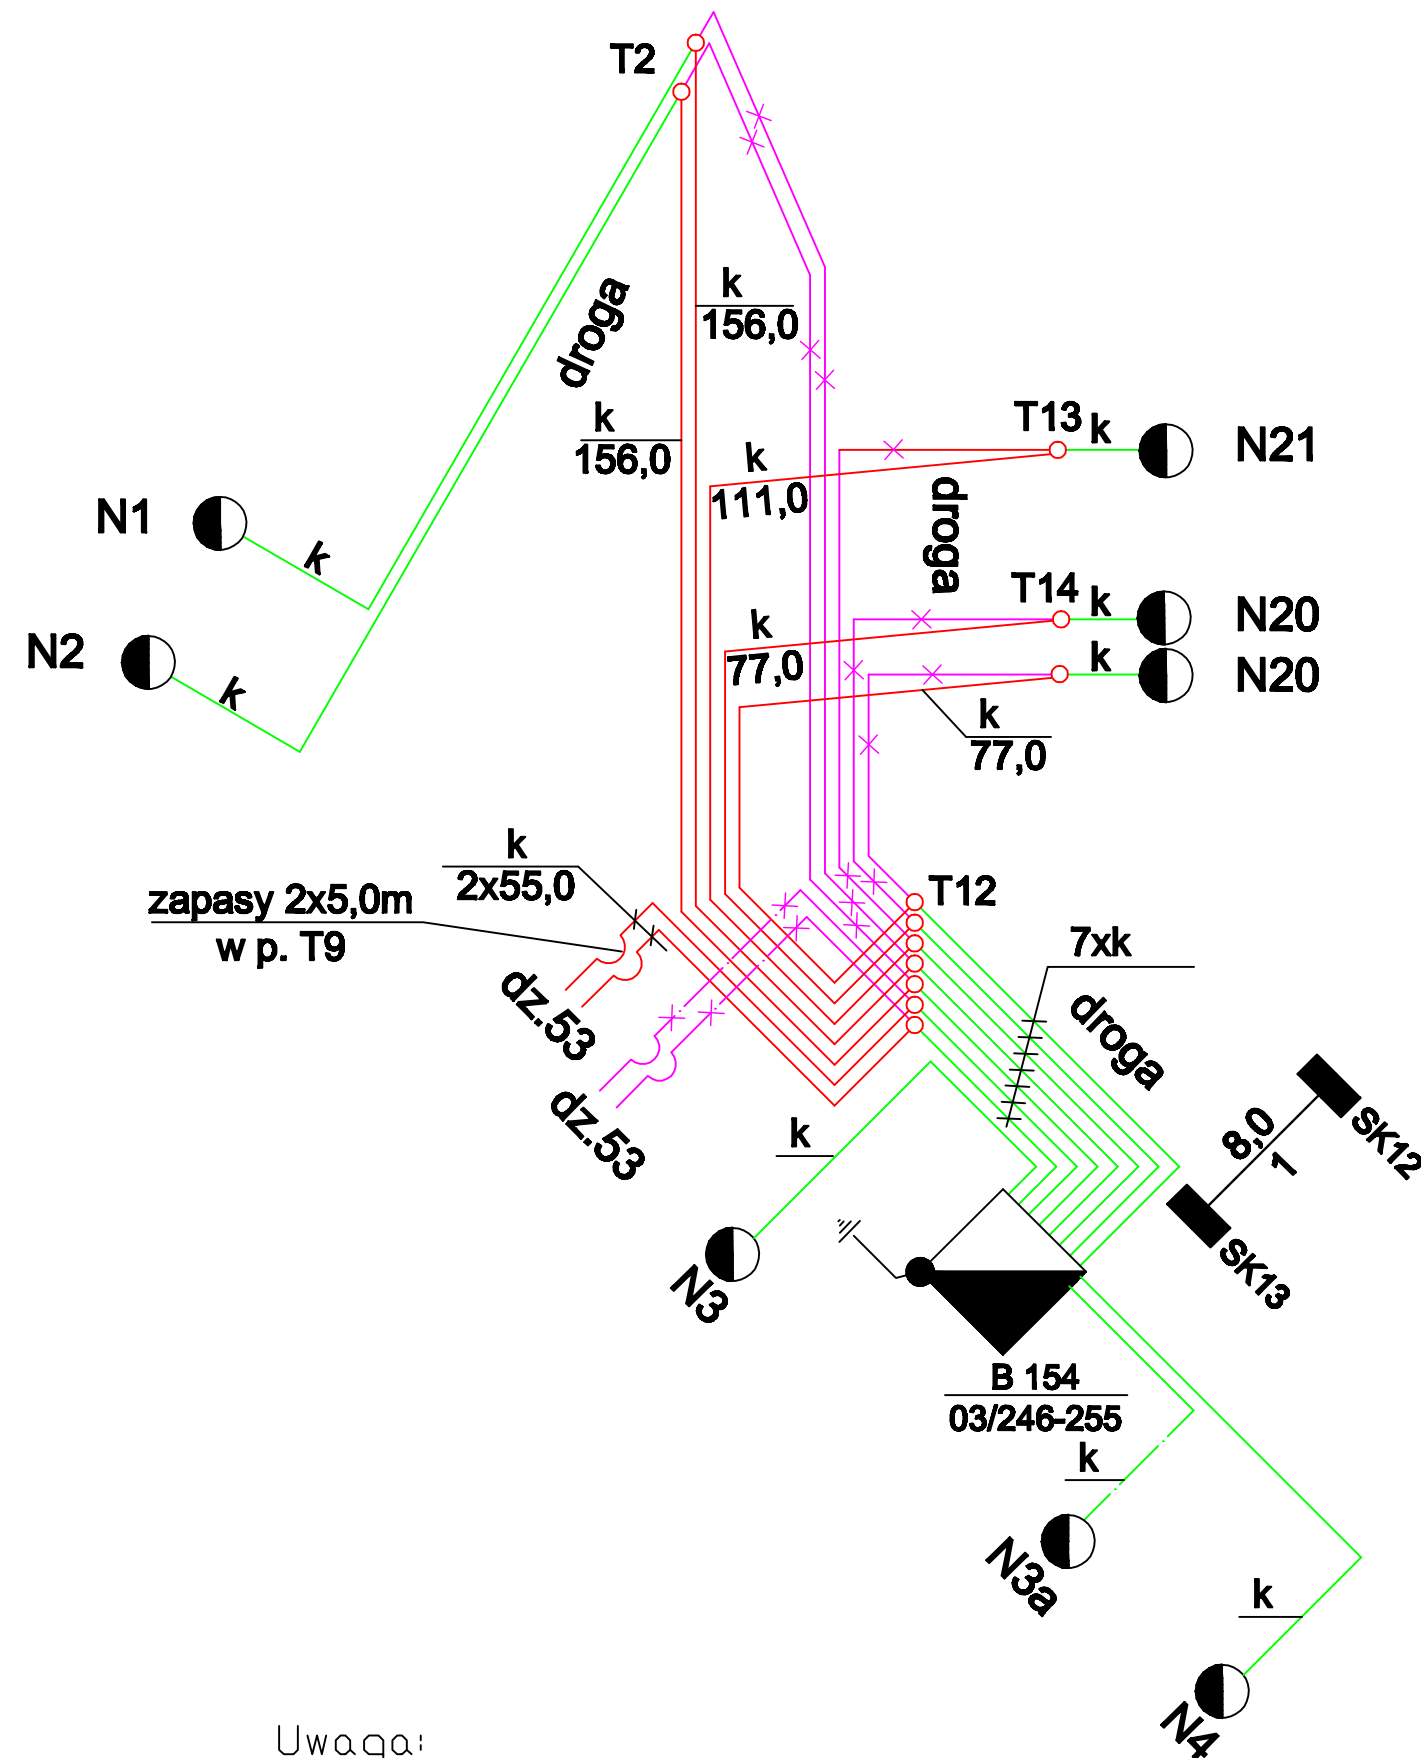 T2
droga
k
156,0
k
156,0
T13
k
N21
k
111,0
droga
N1
k
T14
k
N20
k
77,0
N2
k
k
N20
k
77,0
k
2x55,0
T12
zapasy 2x5,0m
w p. T9
7xk
dz.53
droga
dz.53
k
8,0
1
SK12
SK13
N3
B 154
03/246-255
k
N3a
k
N4
Uwaga: